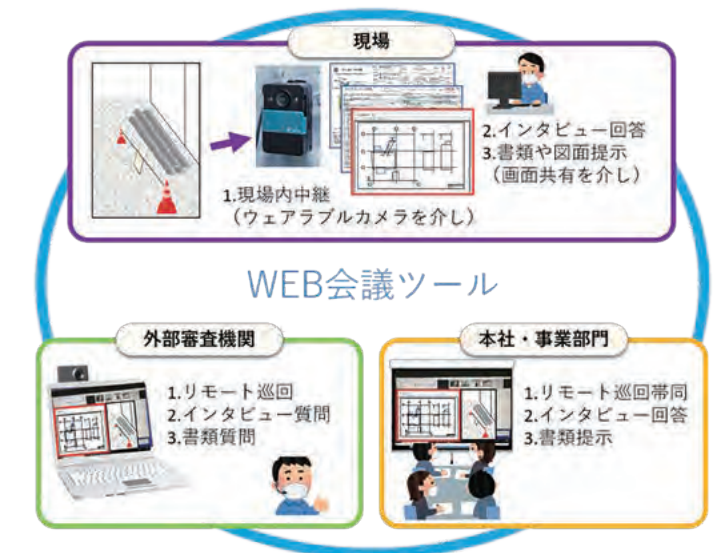 現場
2.インタビュー回答
3.書類や図面提示
（画面共有を介し）
1.現場内中継
（ウェアラブルカメラを介し）
WEB会議ツール
外部審査機関
1.リモート巡回
2.インタビュー質問
3.書類質問
本社・事業部門
1.リモート巡回帯同
2.インタビュー回答
3.書類提示